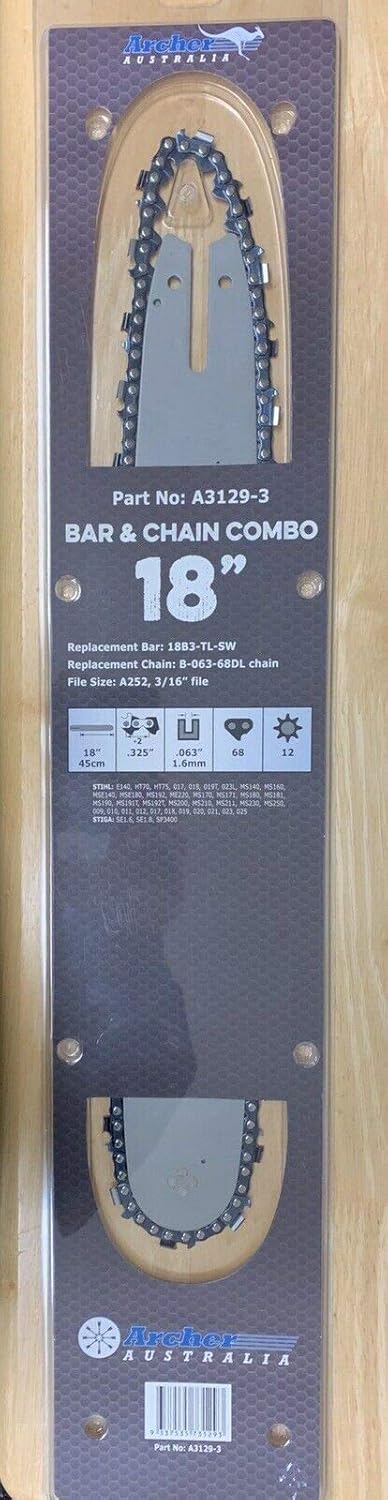 Archer
AUSTRALIA
Part No: A3129-3
BAR & CHAIN COMBO
18”
Replacement Bar: 18B3-TL-SW
Replacement Chain: B-063-68DL chain
File Size: A252, 3/16” file
18” .325” .063” 68 12
45cm 1.6mm
STIHL: E140, HT70, HT75, 017, 018, 019T, 023L, MS140, MS160,
MSE140, MSE180, MS192, ME220, MS170, MS171, MS180, MS181,
MS190, MS191T, MS192T, MS200, MS210, MS211, MS230, MS250,
009, 010, 011, 012, 017, 018, 019, 020, 021, 023, 025
STIGA: SE1.6, SE1.8, SP3400
Archer
AUSTRALIA
Part No: A3129-3